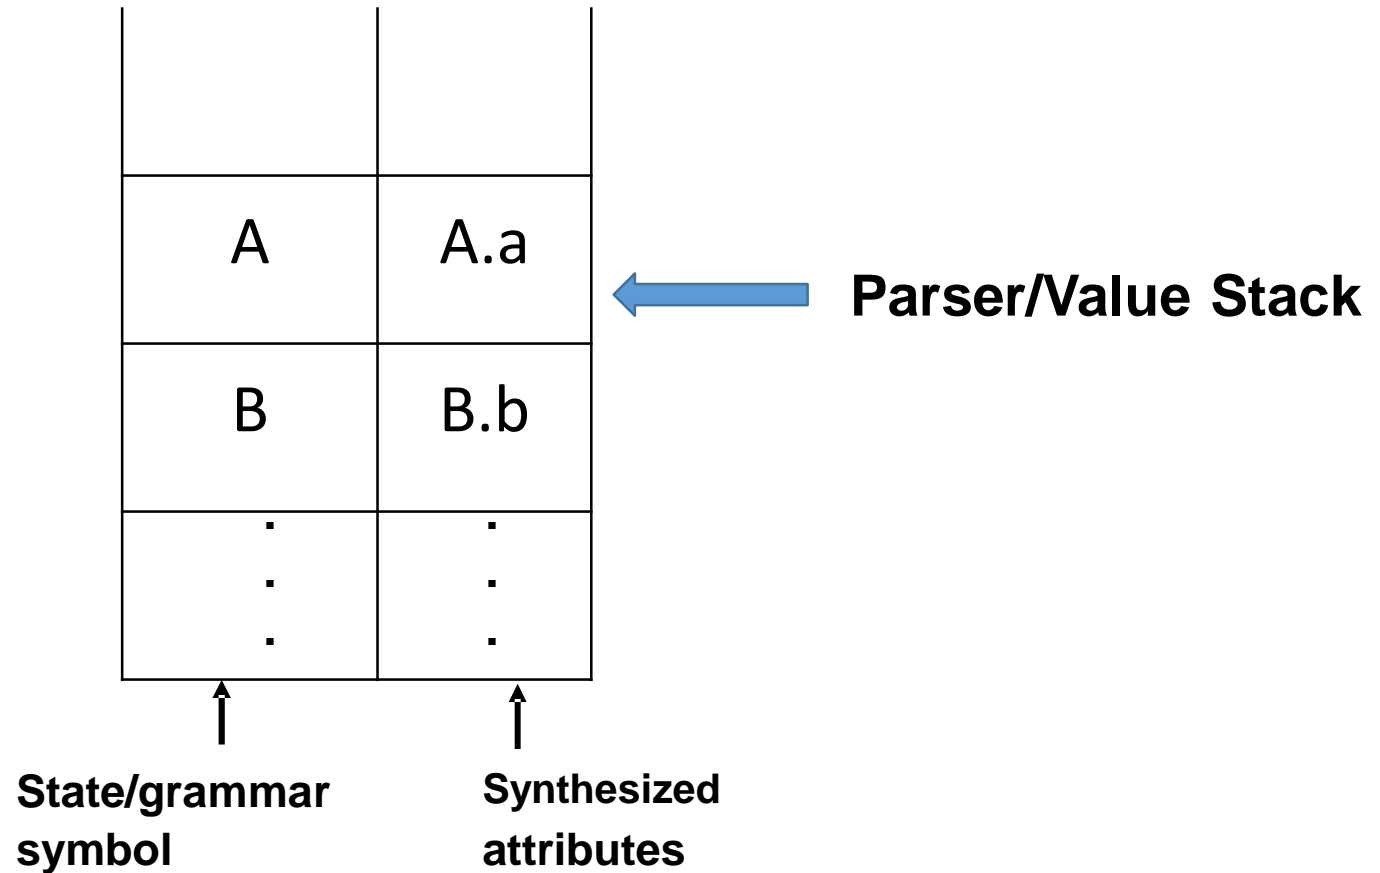 A A.a
Parser/Value Stack
B B.b
. .
. .
. .
State/grammar Synthesized
symbol attributes